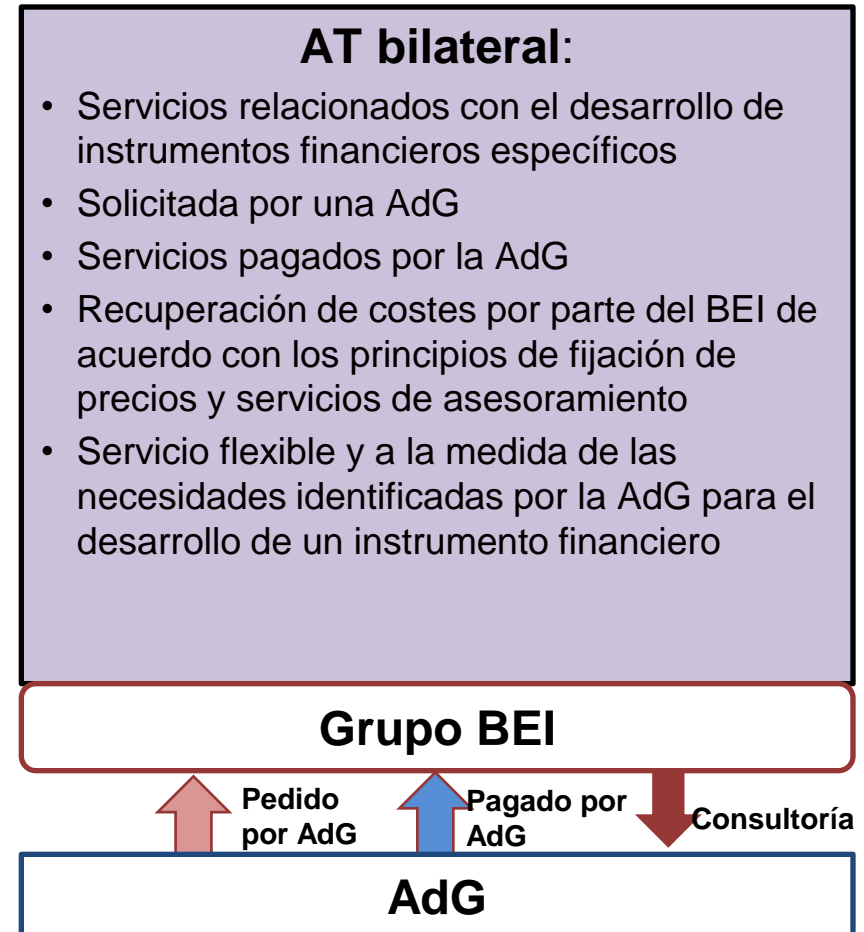 AT bilateral:
• Servicios relacionados con el desarrollo de
instrumentos financieros específicos
• Solicitada por una AdG
• Servicios pagados por la AdG
• Recuperación de costes por parte del BEI de
acuerdo con los principios de fijación de
precios y servicios de asesoramiento
• Servicio flexible y a la medida de las
necesidades identificadas por la AdG para el
desarrollo de un instrumento financiero
Grupo BEI
Pedido
por AdG
Pagado por
AdG
Consultoría
AdG